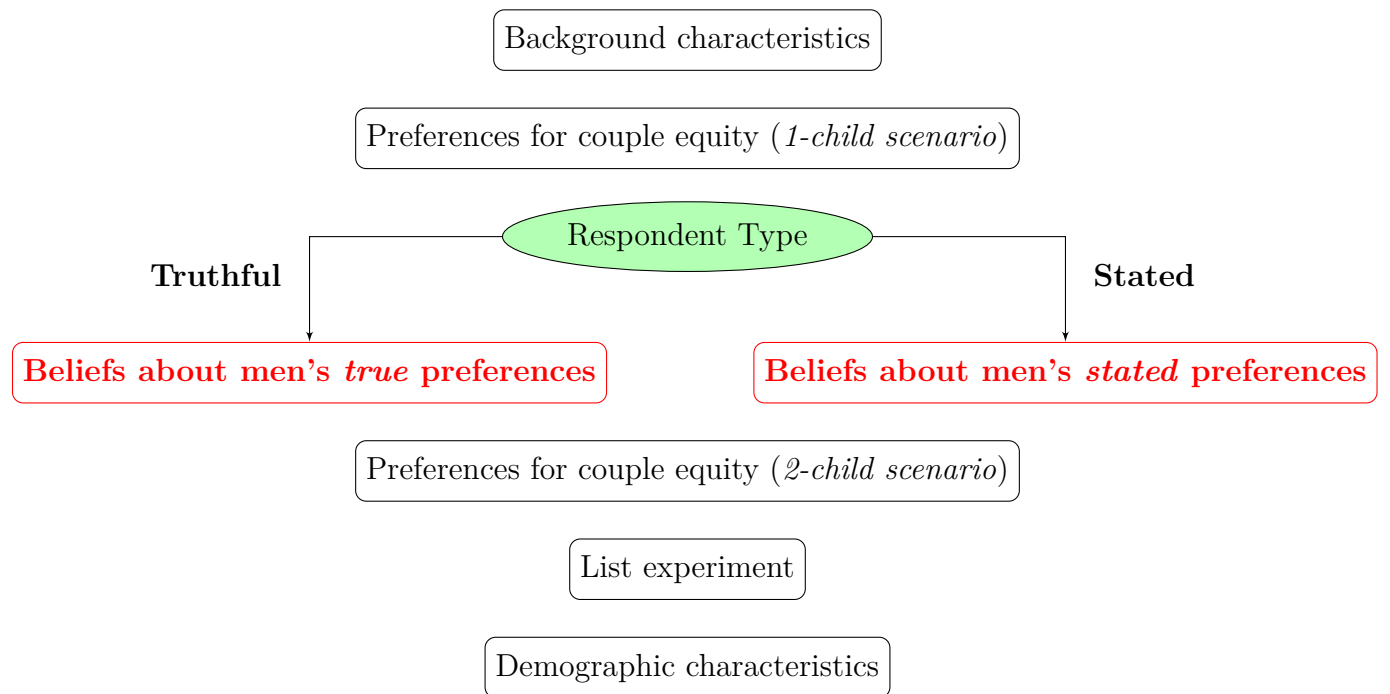 Background characteristics
Preferences for couple equity (1-child scenario)
Respondent Type
Truthful
Stated
Beliefs about men's true preferences
Beliefs about men's stated preferences
Preferences for couple equity (2-child scenario)
List experiment
Demographic characteristics